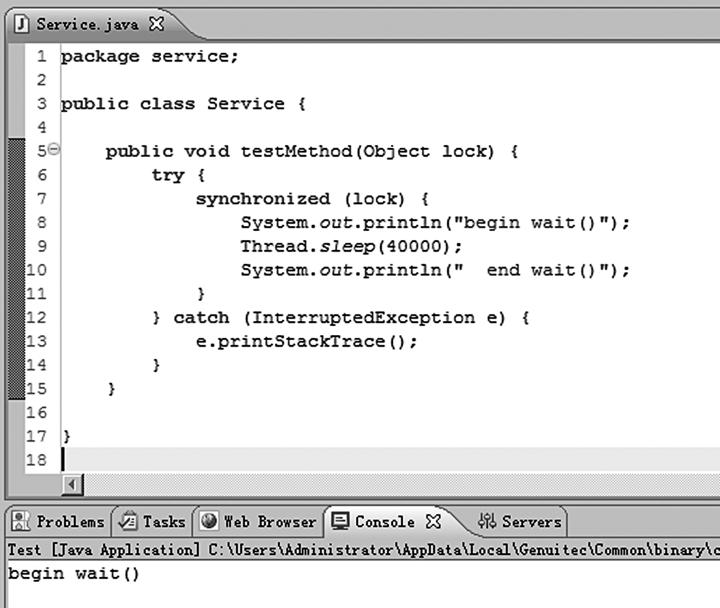 Service.java
1 package service;
2
3 public class Service {
4
5 public void testMethod(Object lock) {
6 try {
7 synchronized (lock) {
8 System.out.println("begin wait()");
9 Thread.sleep(40000);
10 System.out.println("  end wait()");
11 }
12 } catch (InterruptedException e) {
13 e.printStackTrace();
14 }
15 }
16
17 }
18
Problems Tasks Web Browser Console Servers
Test [Java Application] C:\Users\Administrator\AppData\Local\Genuitec\Common\binary\c
begin wait()